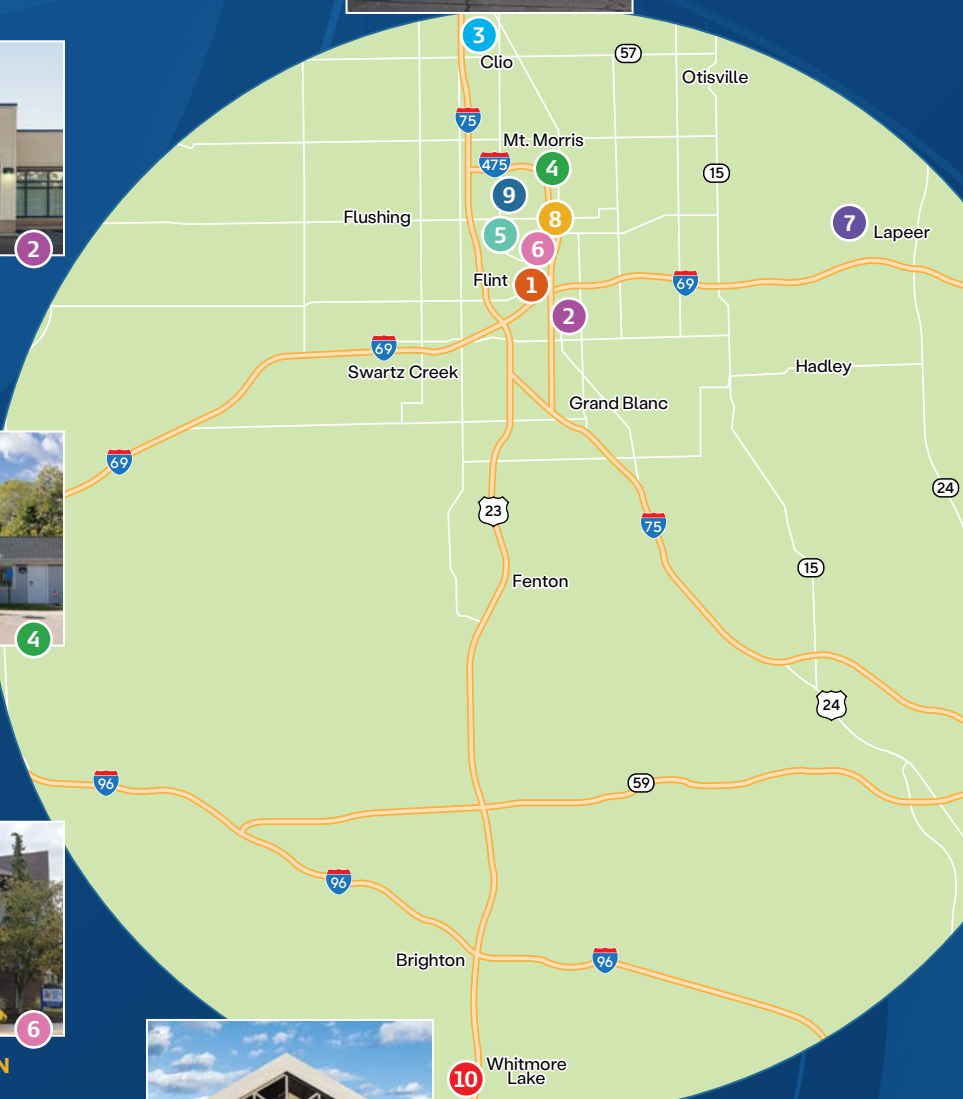 3
Clio
57
Otisville
75
Mt. Morris
475
4
15
9
Flushing
8
7
Lapeer
5
6
2
Flint
1
69
2
69
Swartz Creek
Hadley
Grand Blanc
69
24
23
75
Fenton
15
4
24
96
59
96
Brighton
96
6
N
Whitmore
Lake
10